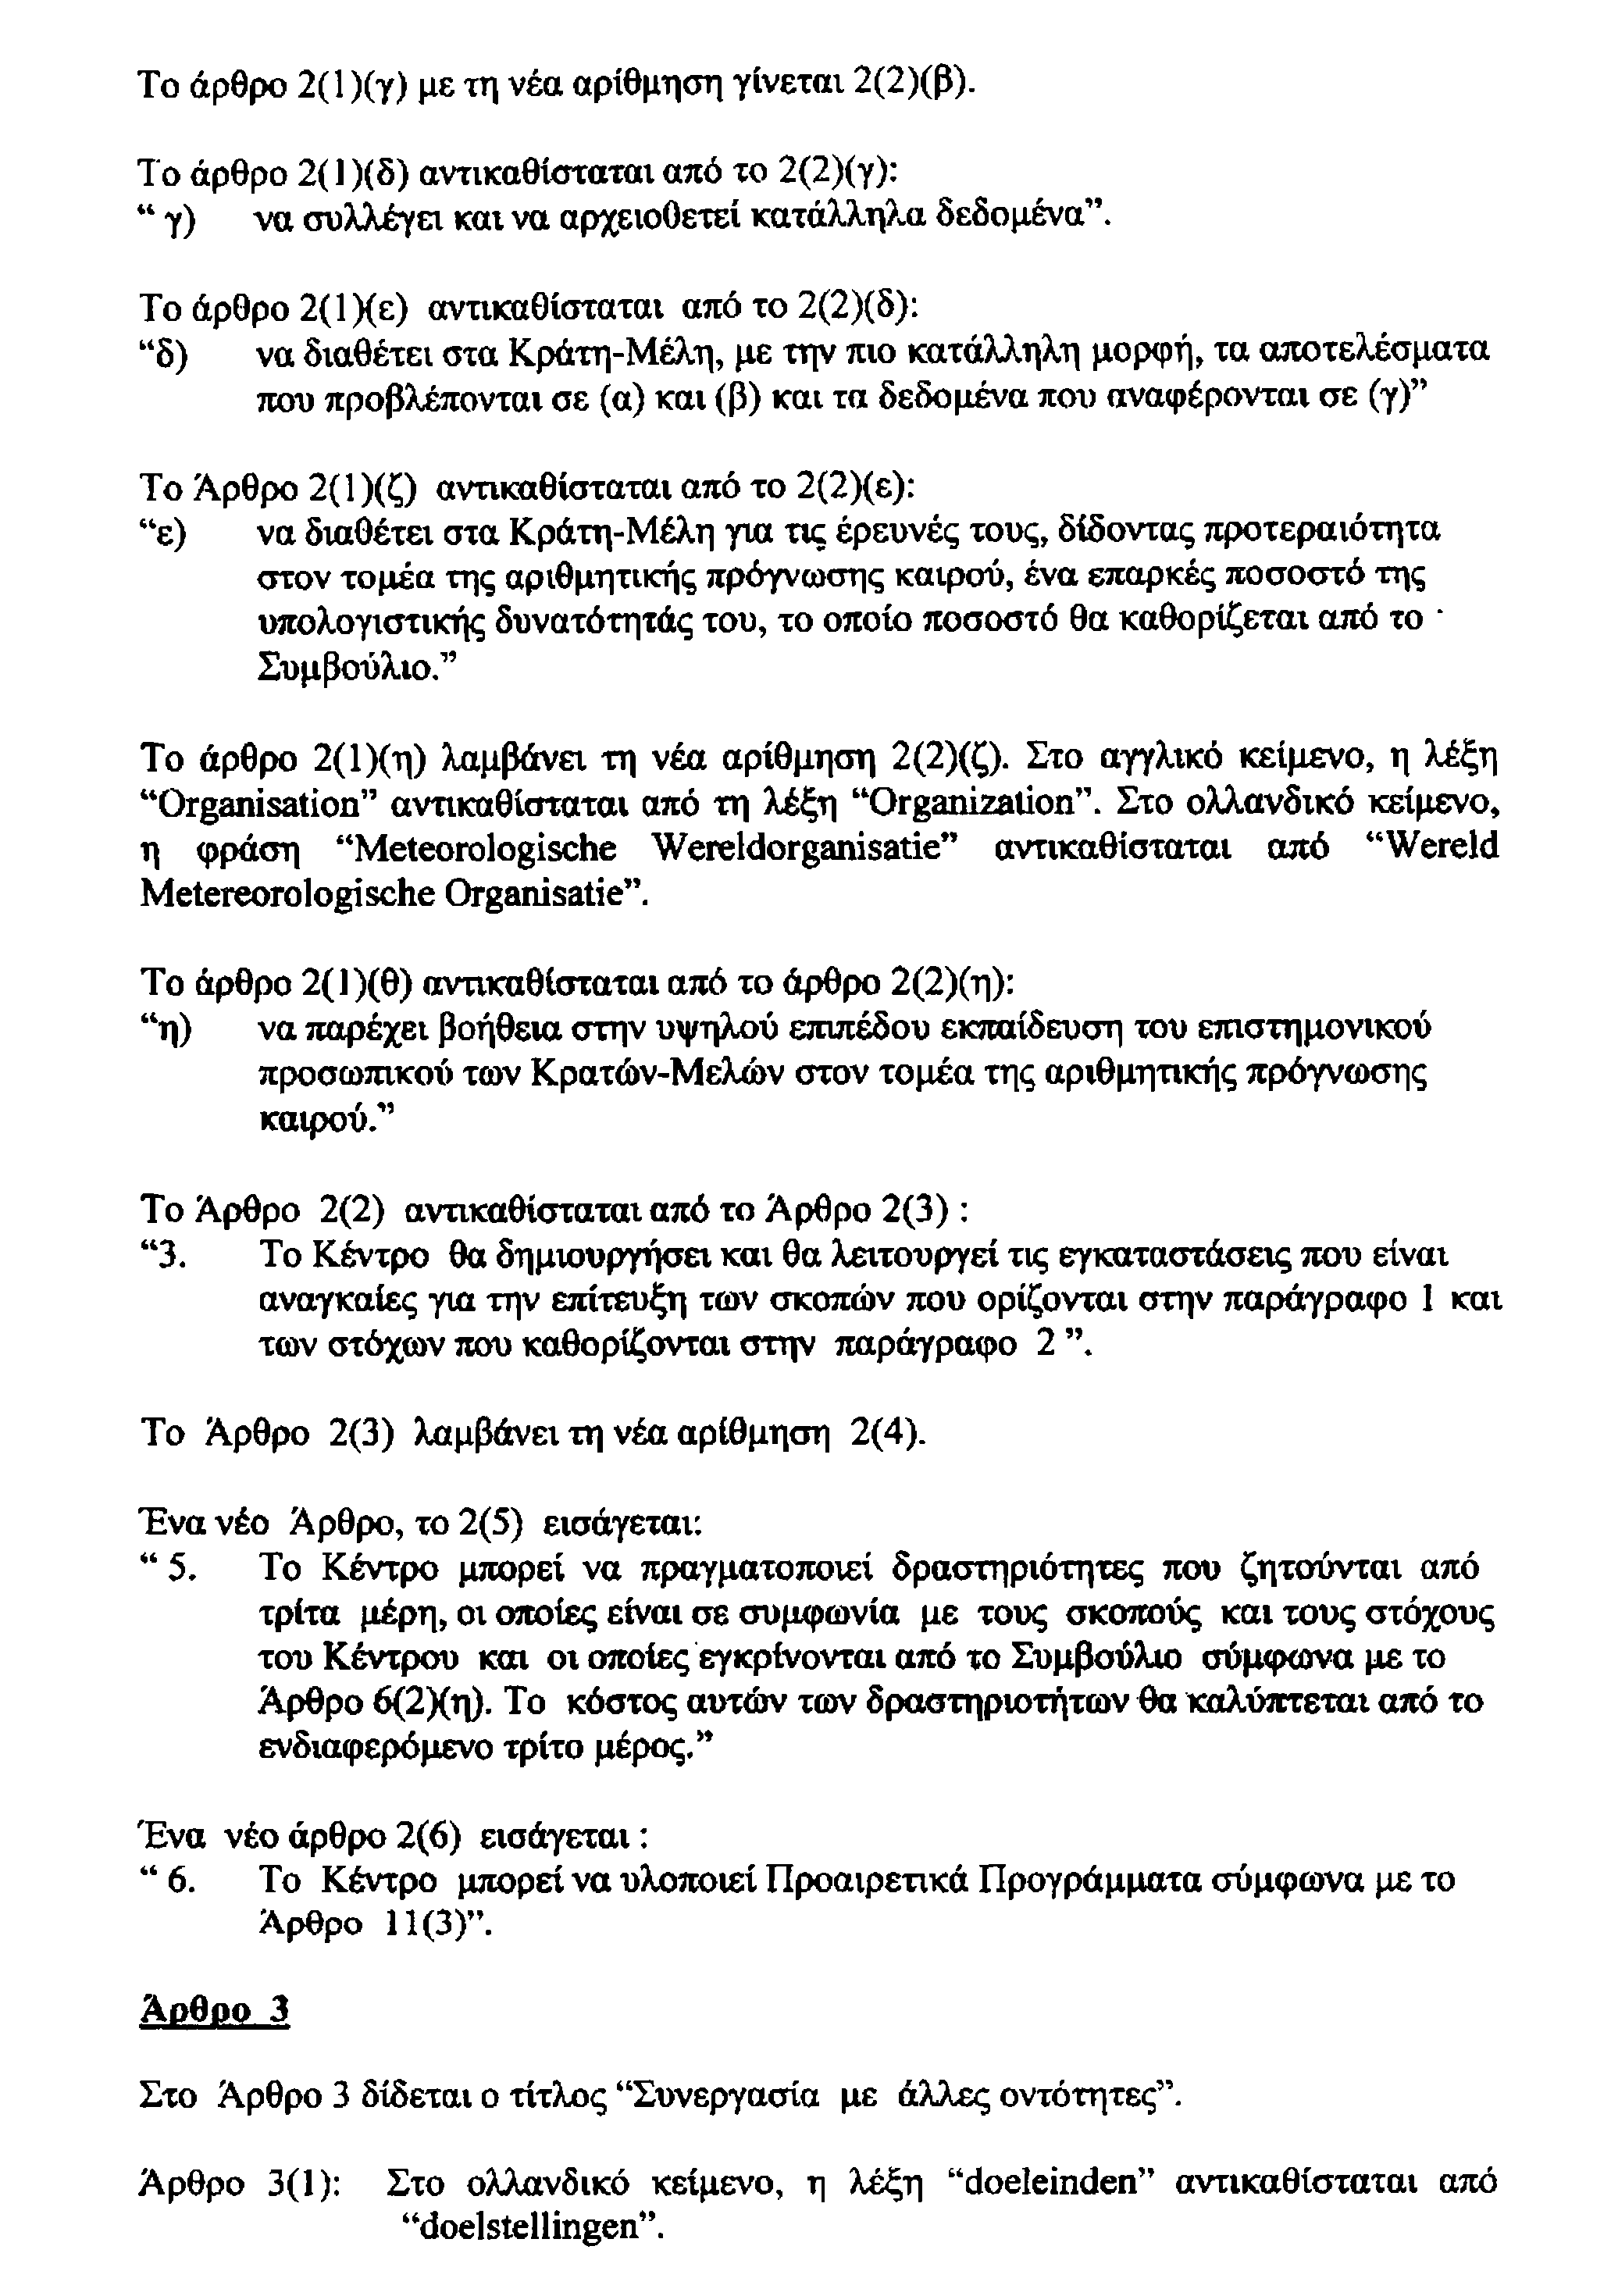 Το άρθρο 2(1)(γ) με τη νέα αρίθμηση γίνεται 2(2)(β).
Το άρθρο 2(1)(δ) αντικαθίσταται από το 2(2)(γ):
“ γ) να συλλέγει και να αρχειοθετεί κατάλληλα δεδομένα”.
Το άρθρο 2(1)(ε) αντικαθίσταται από το 2(2)(δ):
“δ) να διαθέτει στα Κράτη-Μέλη, με την πιο κατάλληλη μορφή, τα αποτελέσματα
που προβλέπονται σε (α) και (β) και τα δεδομένα που αναφέρονται σε (γ)”
Το Άρθρο 2(1)(ζ) αντικαθίσταται από το 2(2)(ε):
“ε) να διαθέτει στα Κράτη-Μέλη για τις έρευνές τους, δίδοντας προτεραιότητα
στον τομέα της αριθμητικής πρόγνωσης καιρού, ένα επαρκές ποσοστό της
υπολογιστικής δυνατότητάς του, το οποίο ποσοστό θα καθορίζεται από το
Συμβούλιο.”
Το άρθρο 2(1)(η) λαμβάνει τη νέα αρίθμηση 2(2)(ζ). Στο αγγλικό κείμενο, η λέξη
“Organisation” αντικαθίσταται από τη λέξη “Organization”. Στο ολλανδικό κείμενο,
η φράση “Meteorologische Wereldorganisatie” αντικαθίσταται από “Wereld
Metereorologische Organisatie”.
Το άρθρο 2(1)(θ) αντικαθίσταται από το άρθρο 2(2)(η):
“η) να παρέχει βοήθεια στην υψηλού επιπέδου εκπαίδευση του επιστημονικού
προσωπικού των Κρατών-Μελών στον τομέα της αριθμητικής πρόγνωσης
καιρού.”
Το Άρθρο 2(2) αντικαθίσταται από το Άρθρο 2(3) :
“3. Το Κέντρο θα δημιουργήσει και θα λειτουργεί τις εγκαταστάσεις που είναι
αναγκαίες για την επίτευξη των σκοπών που ορίζονται στην παράγραφο 1 και
των στόχων που καθορίζονται στην παράγραφο 2 ”.
Το Άρθρο 2(3) λαμβάνει τη νέα αρίθμηση 2(4).
Ένα νέο Άρθρο, το 2(5) εισάγεται:
“ 5. Το Κέντρο μπορεί να πραγματοποιεί δραστηριότητες που ζητούνται από
τρίτα μέρη, οι οποίες είναι σε συμφωνία με τους σκοπούς και τους στόχους
του Κέντρου και οι οποίες εγκρίνονται από το Συμβούλιο σύμφωνα με το
Άρθρο 6(2)(η). Το κόστος αυτών των δραστηριοτήτων θα καλύπτεται από το
ενδιαφερόμενο τρίτο μέρος.”
Ένα νέο άρθρο 2(6) εισάγεται :
“ 6. Το Κέντρο μπορεί να υλοποιεί Προαιρετικά Προγράμματα σύμφωνα με το
Άρθρο 11(3)”.
Άρθρο 3
Στο Άρθρο 3 δίδεται ο τίτλος “Συνεργασία με άλλες οντότητες”.
Άρθρο 3(1): Στο ολλανδικό κείμενο, η λέξη “doeleinden” αντικαθίσταται από
“doelstellingen”.